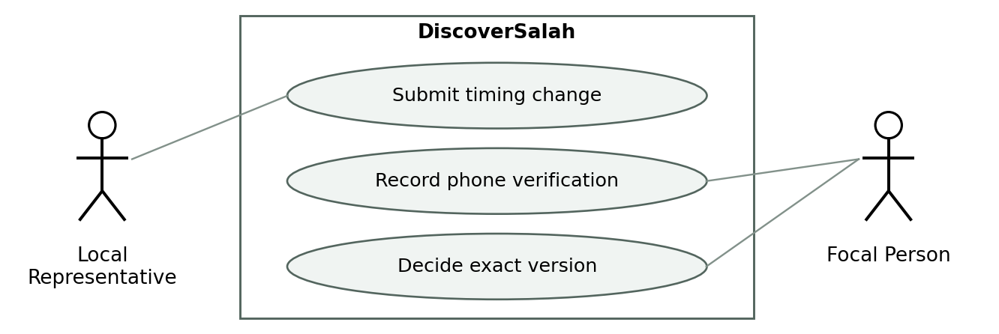 DiscoverSalah
Submit timing change
Record phone verification
Decide exact version
Local
Representative
Focal Person